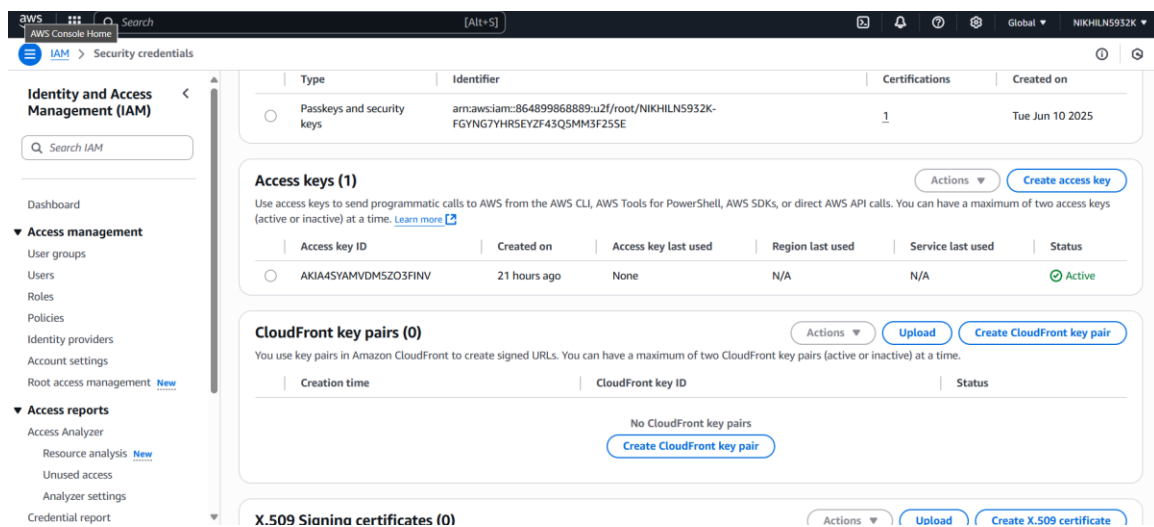 aws
Search
[Alt+S]
Global
NIKHILN5932K
AWS Console Home
IAM > Security credentials
Identity and Access
Management (IAM)
Search IAM
Dashboard
Access management
User groups
Users
Roles
Policies
Identity providers
Account settings
Root access management New
Access reports
Access Analyzer
Resource analysis New
Unused access
Analyzer settings
Credential report
Type Identifier Certifications Created on
Passkeys and security
keys
arn:aws:iam::864899868889:u2f/root/NIKHILN5932K-
FGYNG7YHR5EYZF43Q5MM3F2SSE
1
Tue Jun 10 2025
Access keys (1)
Actions
Create access key
Use access keys to send programmatic calls to AWS from the AWS CLI, AWS Tools for PowerShell, AWS SDKs, or direct AWS API calls. You can have a maximum of two access keys
(active or inactive) at a time. Learn more
Access key ID Created on Access key last used Region last used Service last used Status
AKIA4SYAMVDM5ZO3FINV 21 hours ago None N/A N/A Active
CloudFront key pairs (0)
Actions
Upload
Create CloudFront key pair
You use key pairs in Amazon CloudFront to create signed URLs. You can have a maximum of two CloudFront key pairs (active or inactive) at a time.
Creation time CloudFront key ID Status
No CloudFront key pairs
Create CloudFront key pair
X.509 Signing certificates (0)
Actions
Upload
Create X.509 certificate